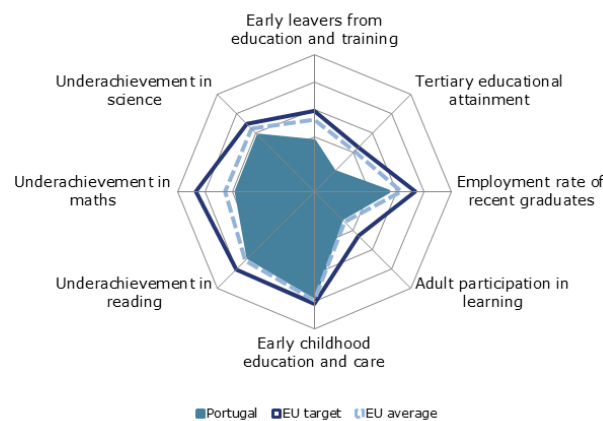 Early leavers from
education and training
Underachievement in
science
Tertiary educational
attainment
Underachievement in
maths
Employment rate of
recent graduates
Underachievement in
reading
Adult participation in
learning
Early childhood
education and care
Portugal EU target EU average